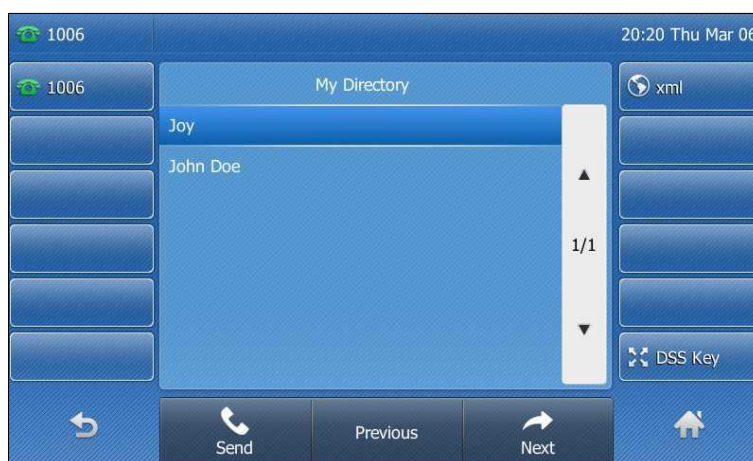 1006
20:20 Thu Mar 06
1006
My Directory
xml
Joy
John Doe
1/1
DSS Key
Send
Previous
Next